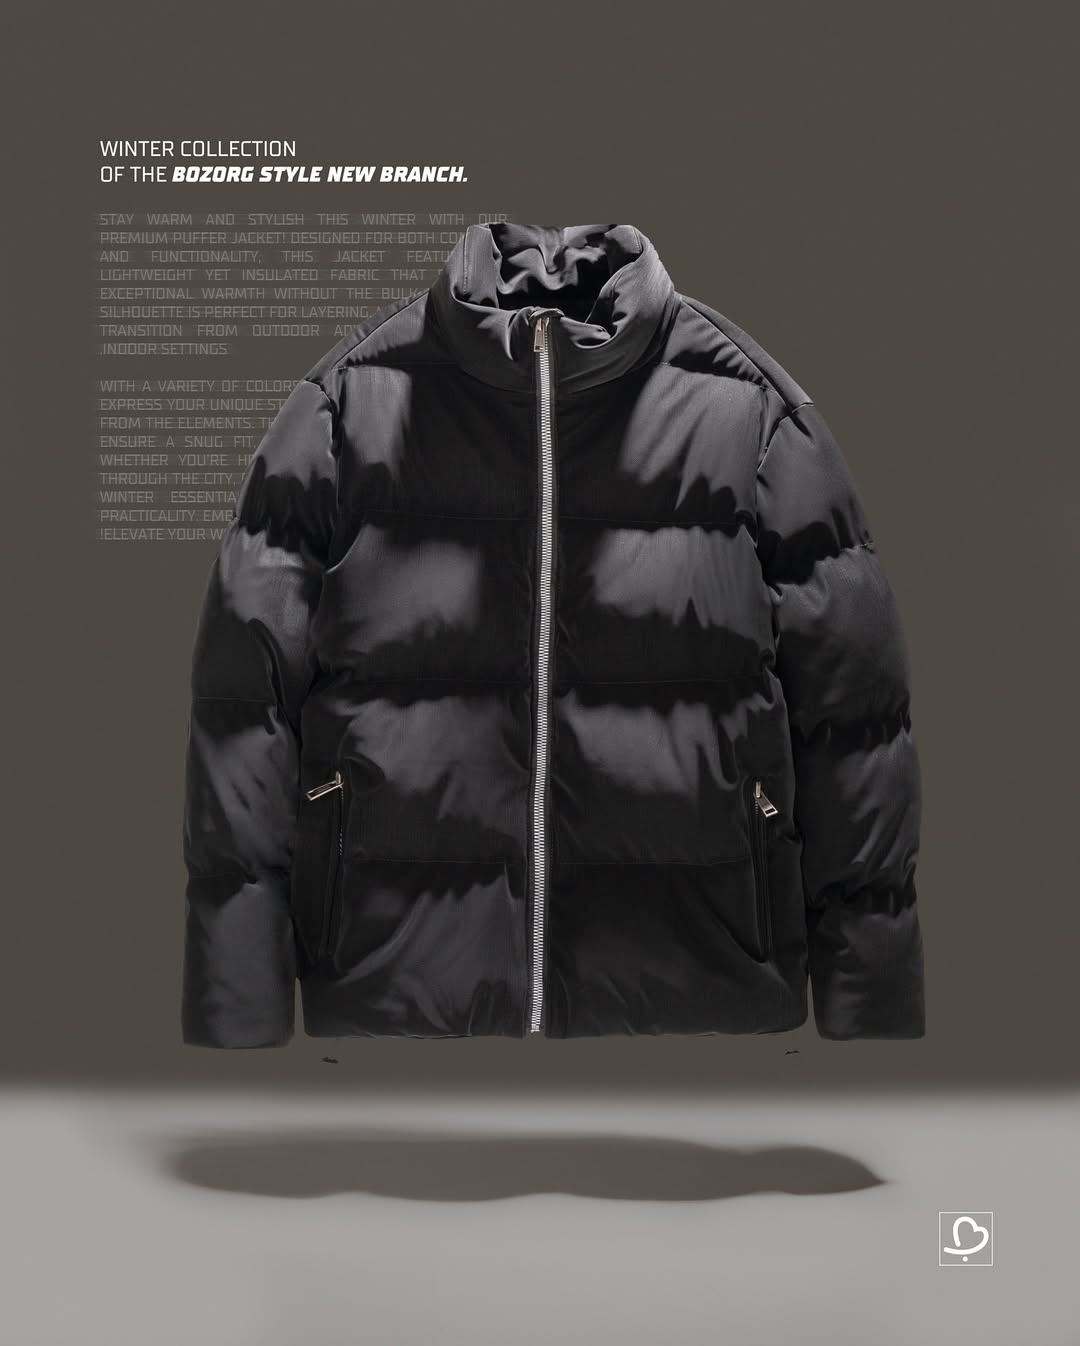 WINTER COLLECTION
OF THE BOZORG STYLE NEW BRANCH.
STAY WARM AND STYLISH THIS WINTER WITH OUR
PREMIUM PUFFER JACKET! DESIGNED FOR BOTH
AND FUNCTIONALITY, THIS JACKET
LIGHTWEIGHT YET INSULATED FABRIC THAT
EXCEPTIONAL WARMTH WITHOUT THE BULK
SILHOUETTE IS PERFECT FOR LAYERING,
TRANSITION FROM OUTDOOR
.INDOOR SETTINGS
WITH A VARIETY OF COLORS
EXPRESS YOUR UNIQUE
FROM THE ELEMENTS.
ENSURE A SNUG FIT,
WHETHER YOU'RE
THROUGH THE CITY,
WINTER
PRACTICALITY.
!ELEVATE YOUR